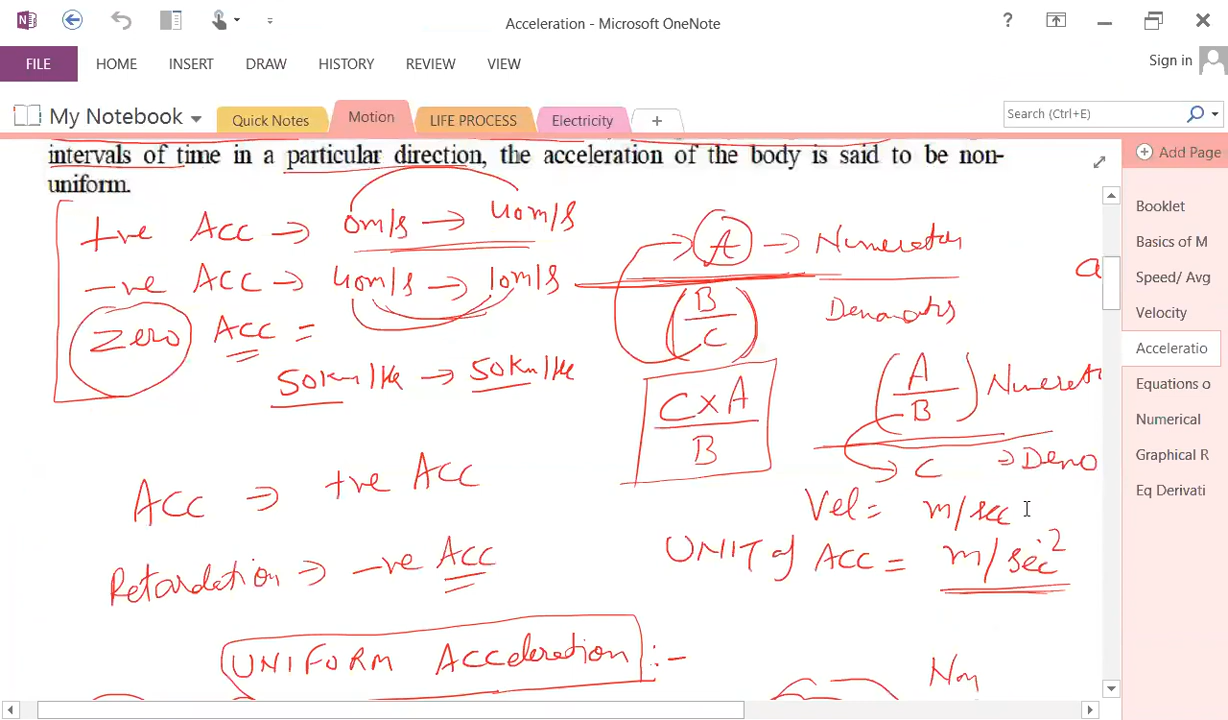 Acceleration - Microsoft OneNote
?
FILE HOME INSERT DRAW HISTORY REVIEW VIEW
Sign in
My Notebook
Quick Notes
Motion
LIFE PROCESS
Electricity
+
Search (Ctrl+E)
intervals of time in a particular direction, the acceleration of the body is said to be non-
uniform.
+ve ACC → 0m/s → 40m/s
-ve ACC → 40m/s → 10m/s
Zero ACC =
50Km/Hr → 50Km/Hr
A → Numerator
B
C
C×A
B
a
A
B
C → Deno
ACC ⇒ +ve ACC
Retardation ⇒ -ve ACC
Vel = m/sec
UNIT of ACC = m/sec²
UNIFORM Acceleration :-
Non
Add Page
Booklet
Basics of M
Speed/ Avg
Velocity
Acceleratio
Equations o
Numerical
Graphical R
Eq Derivati